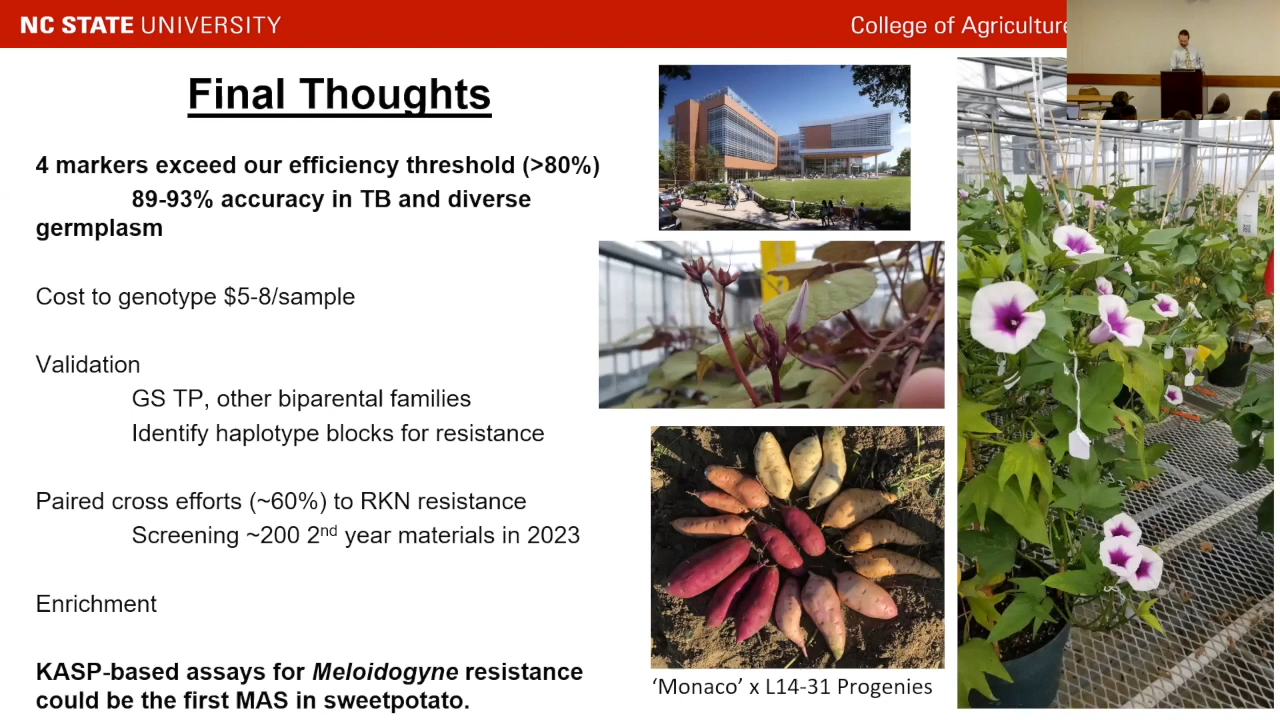 NC STATE UNIVERSITY
College of Agriculture
Final Thoughts
4 markers exceed our efficiency threshold (>80%)
89-93% accuracy in TB and diverse
germplasm
Cost to genotype $5-8/sample
Validation
GS TP, other biparental families
Identify haplotype blocks for resistance
Paired cross efforts (~60%) to RKN resistance
Screening ~200 2nd year materials in 2023
Enrichment
KASP-based assays for Meloidogyne resistance
could be the first MAS in sweetpotato.
‘Monaco’ x L14-31 Progenies